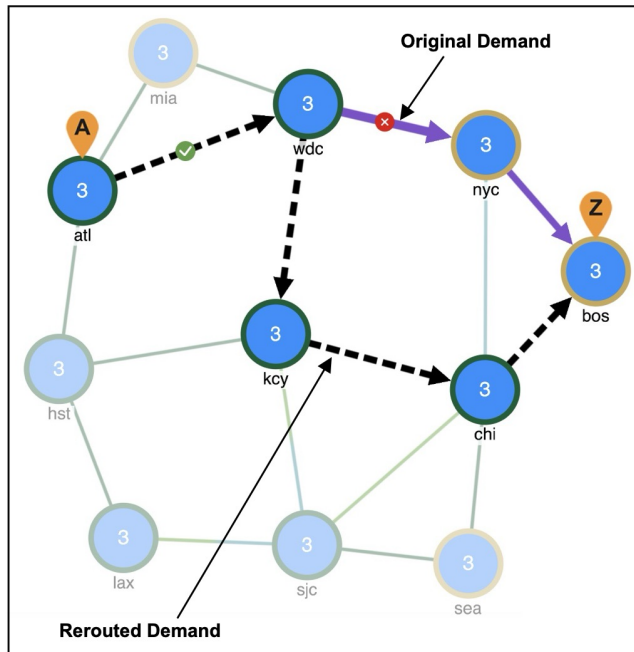 Original Demand
3
mia
3
wdc
A
3
nyc
3
atl
Z
3
bos
3
kcy
3
hst
3
chi
3
lax
3
sjc
3
sea
Rerouted Demand